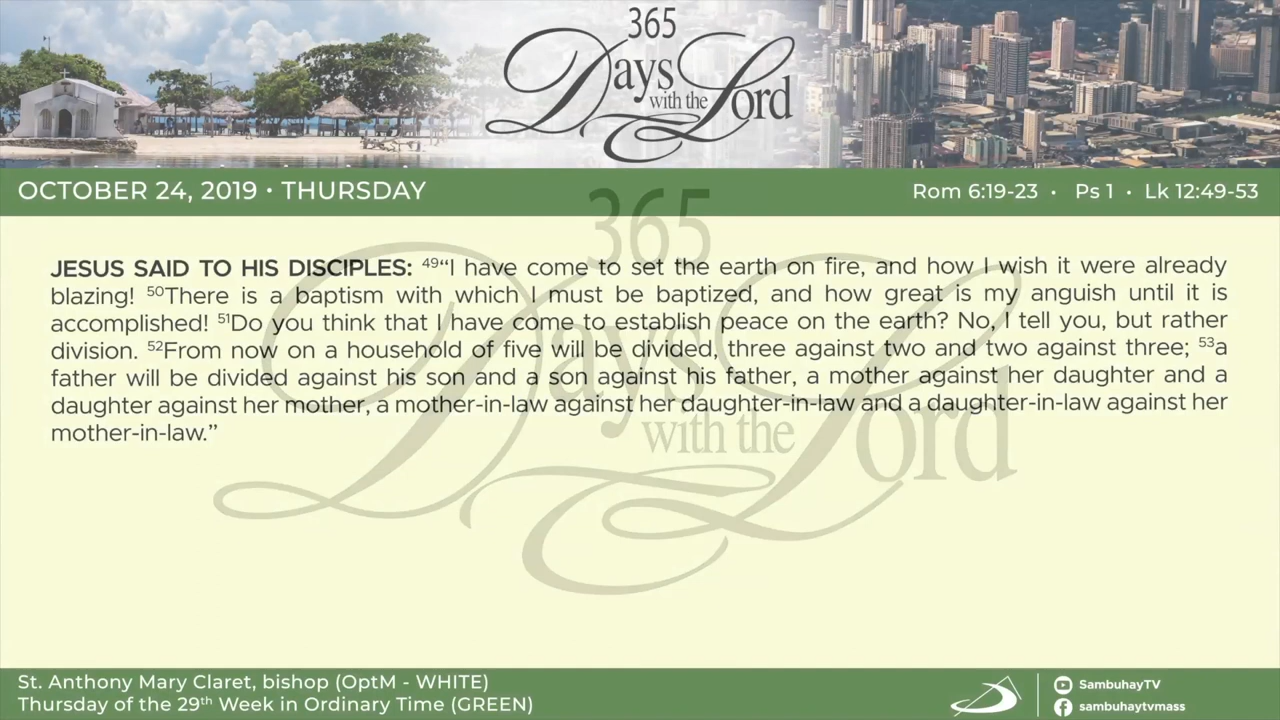 365
Days
with the
Lord
OCTOBER 24, 2019 • THURSDAY
Rom 6:19-23 • Ps 1 • Lk 12:49-53
365
Days
with the
Lord
JESUS SAID TO HIS DISCIPLES: 49“I have come to set the earth on fire, and how I wish it were already
blazing! 50There is a baptism with which I must be baptized, and how great is my anguish until it is
accomplished! 51Do you think that I have come to establish peace on the earth? No, I tell you, but rather
division. 52From now on a household of five will be divided, three against two and two against three; 53a
father will be divided against his son and a son against his father, a mother against her daughter and a
daughter against her mother, a mother-in-law against her daughter-in-law and a daughter-in-law against her
mother-in-law.”
St. Anthony Mary Claret, bishop (OptM - WHITE)
Thursday of the 29th Week in Ordinary Time (GREEN)
SambuhayTV
sambuhaytvmass